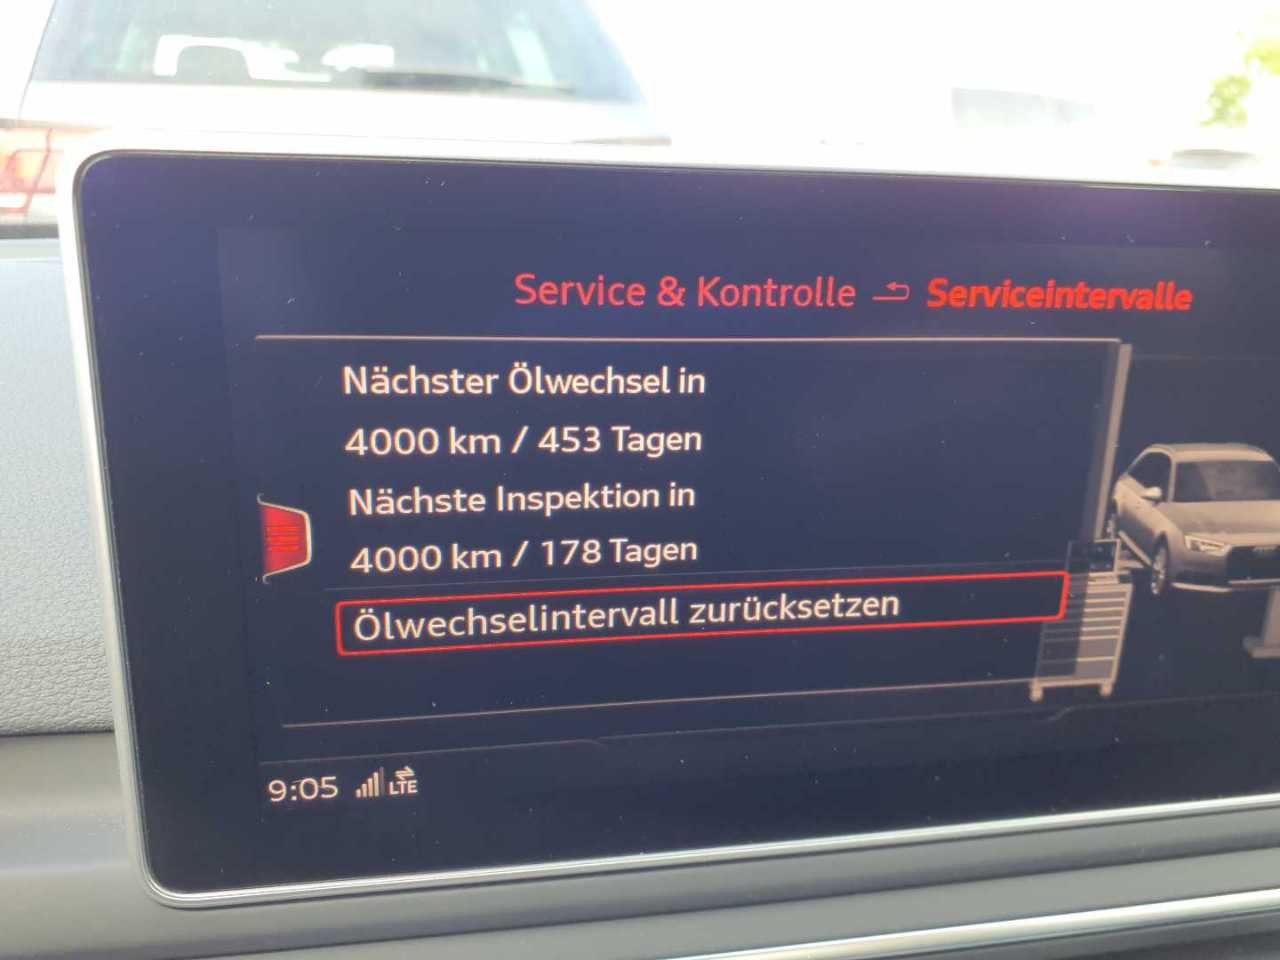 Service & Kontrolle Serviceintervalle
Nächster Ölwechsel in
4000 km / 453 Tagen
Nächste Inspektion in
4000 km / 178 Tagen
Ölwechselintervall zurücksetzen
9:05 LTE